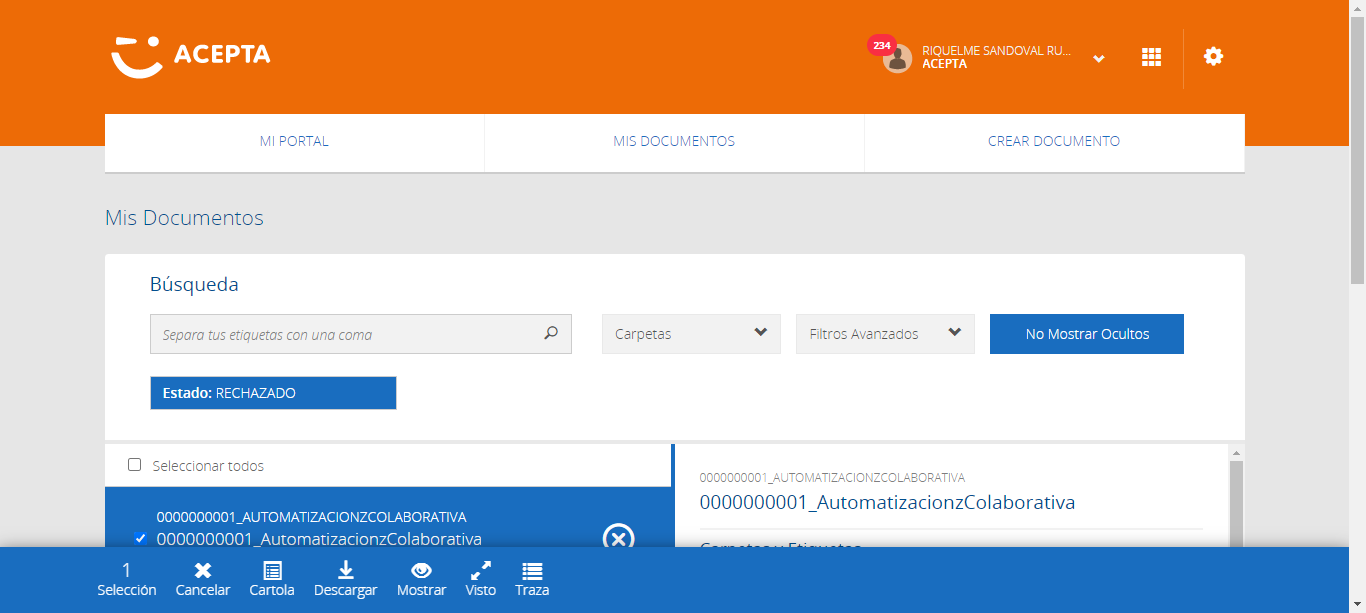 ACEPTA
234
RIQUELME SANDOVAL RU...
ACEPTA
MI PORTAL
MIS DOCUMENTOS
CREAR DOCUMENTO
Mis Documentos
Búsqueda
Separa tus etiquetas con una coma
Carpetas
Filtros Avanzados
No Mostrar Ocultos
Estado: RECHAZADO
Seleccionar todos
0000000001_AUTOMATIZACIONZCOLABORATIVA
0000000001_AutomatizacionzColaborativa
0000000001_AUTOMATIZACIONZCOLABORATIVA
0000000001_AutomatizacionzColaborativa
Carpetas y Etiquetas
1
Selección
Cancelar
Cartola
Descargar
Mostrar
Visto
Traza